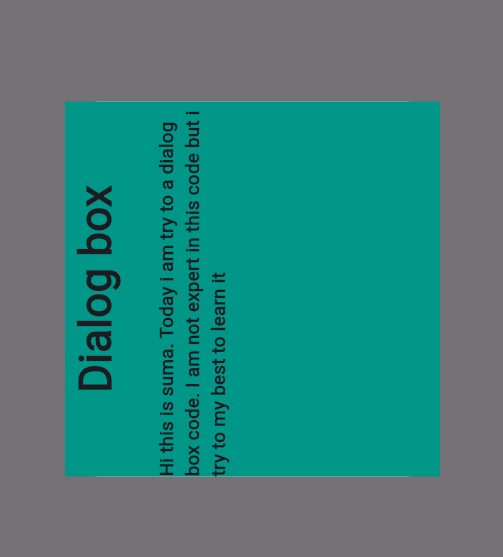 Dialog box
Hi this is suma. Today i am try to a dialog
box code. I am not expert in this code but i
try to my best to learn it